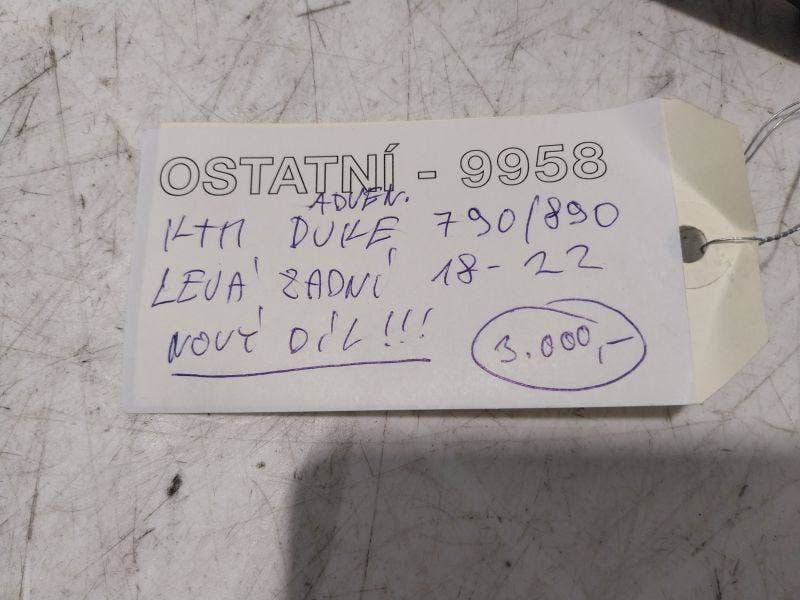 OSTATNÍ - 9958
ADVEN.
KTM DUKE 790/890
LEVÁ ZADNÍ 18-22
NOVÝ DÍL!!!
3.000,-